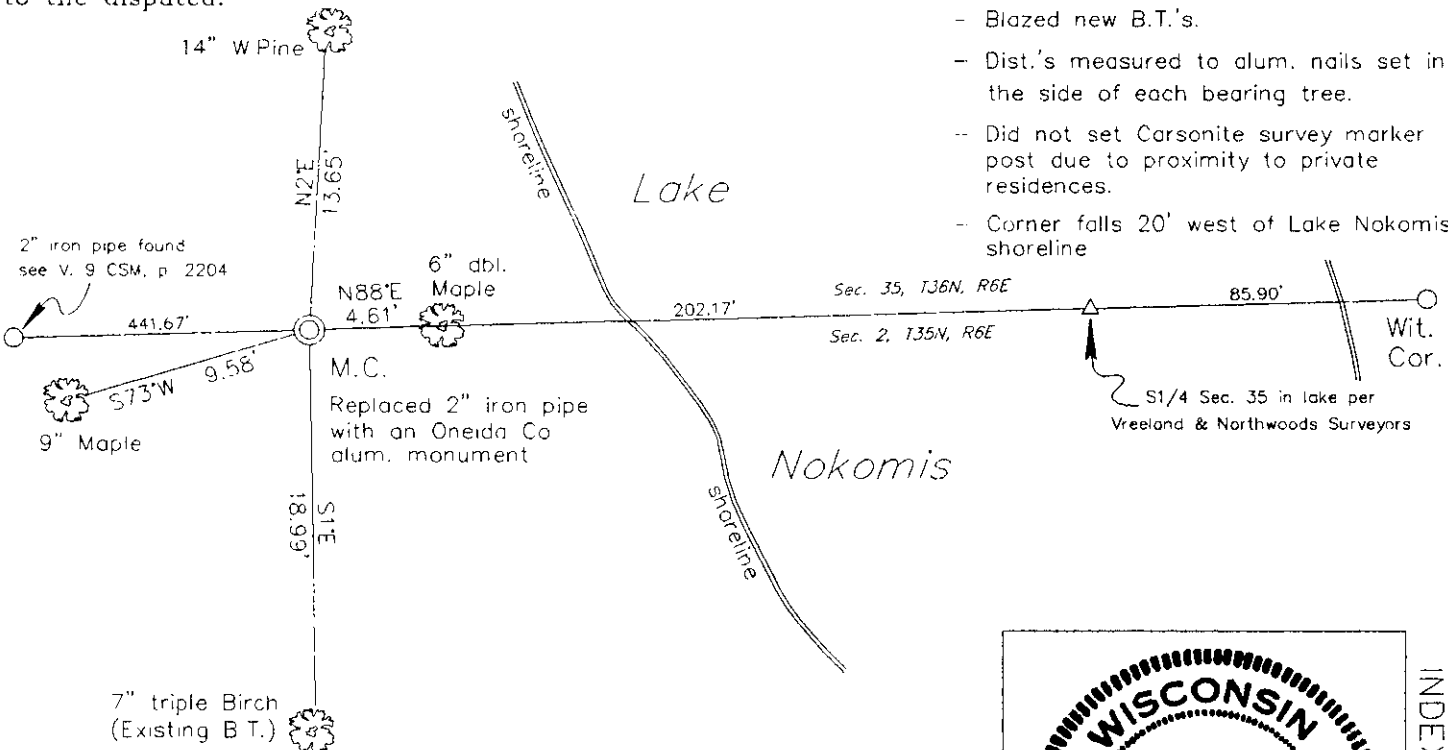 to the disputed.
- Blazed new B.T.'s.
- Dist.'s measured to alum. nails set in
the side of each bearing tree.
-- Did not set Carsonite survey marker
post due to proximity to private
residences.
- Corner falls 20' west of Lake Nokomis
shoreline
14" W Pine
N2°E
13.65'
shoreline
Lake
2" iron pipe found
see V. 9 CSM, p 2204
6" dbl.
Maple
N88°E
4.61'
441.67'
202.17'
Sec. 35, T36N, R6E
Sec. 2, T35N, R6E
85.90'
Wit.
Cor.
S73°W 9.58'
9" Maple
M.C.
Replaced 2" iron pipe
with an Oneida Co
alum. monument
S1/4 Sec. 35 in lake per
Vreeland & Northwoods Surveyors
Nokomis
shoreline
S1°E
18.99'
7" triple Birch
(Existing B T.)
WISCONSIN
INDEX